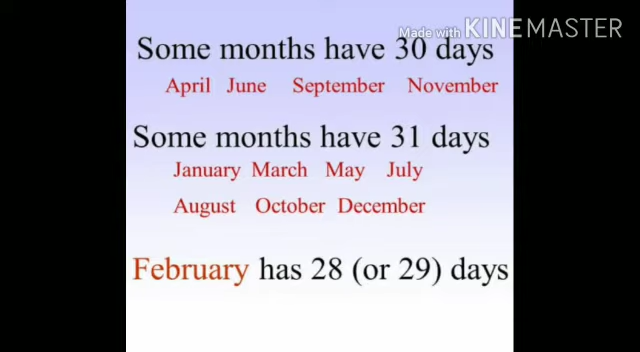 Made with KINEMASTER
Some months have 30 days
April June September November
Some months have 31 days
January March May July
August October December
February has 28 (or 29) days